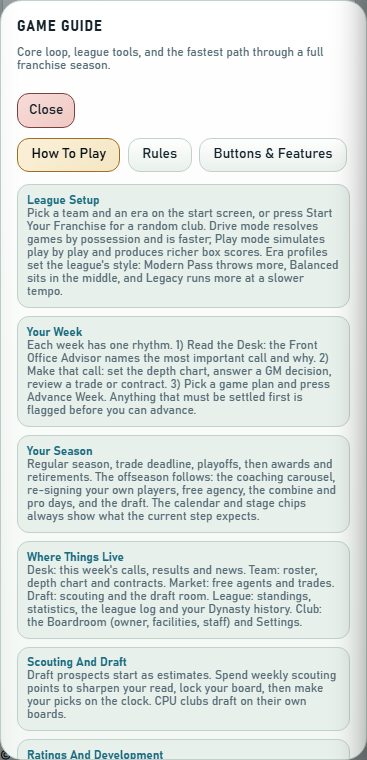 GAME GUIDE
Core loop, league tools, and the fastest path through a full
franchise season.
Close
How To Play
Rules
Buttons & Features
League Setup
Pick a team and an era on the start screen, or press Start
Your Franchise for a random club. Drive mode resolves
games by possession and is faster; Play mode simulates
play by play and produces richer box scores. Era profiles
set the league's style: Modern Pass throws more, Balanced
sits in the middle, and Legacy runs more at a slower
tempo.
Your Week
Each week has one rhythm. 1) Read the Desk: the Front
Office Advisor names the most important call and why. 2)
Make that call: set the depth chart, answer a GM decision,
review a trade or contract. 3) Pick a game plan and press
Advance Week. Anything that must be settled first is
flagged before you can advance.
Your Season
Regular season, trade deadline, playoffs, then awards and
retirements. The offseason follows: the coaching carousel,
re-signing your own players, free agency, the combine and
pro days, and the draft. The calendar and stage chips
always show what the current step expects.
Where Things Live
Desk: this week's calls, results and news. Team: roster,
depth chart and contracts. Market: free agents and trades.
Draft: scouting and the draft room. League: standings,
statistics, the league log and your Dynasty history. Club:
the Boardroom (owner, facilities, staff) and Settings.
Scouting And Draft
Draft prospects start as estimates. Spend weekly scouting
points to sharpen your read, lock your board, then make
your picks on the clock. CPU clubs draft on their own
boards.
Ratings And Development